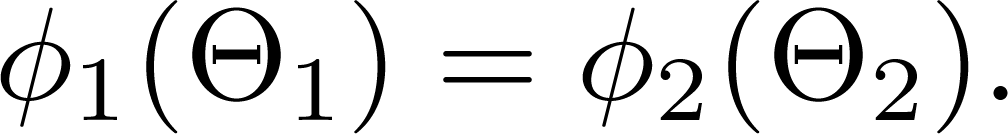 ϕ₁(Θ₁) = ϕ₂(Θ₂).